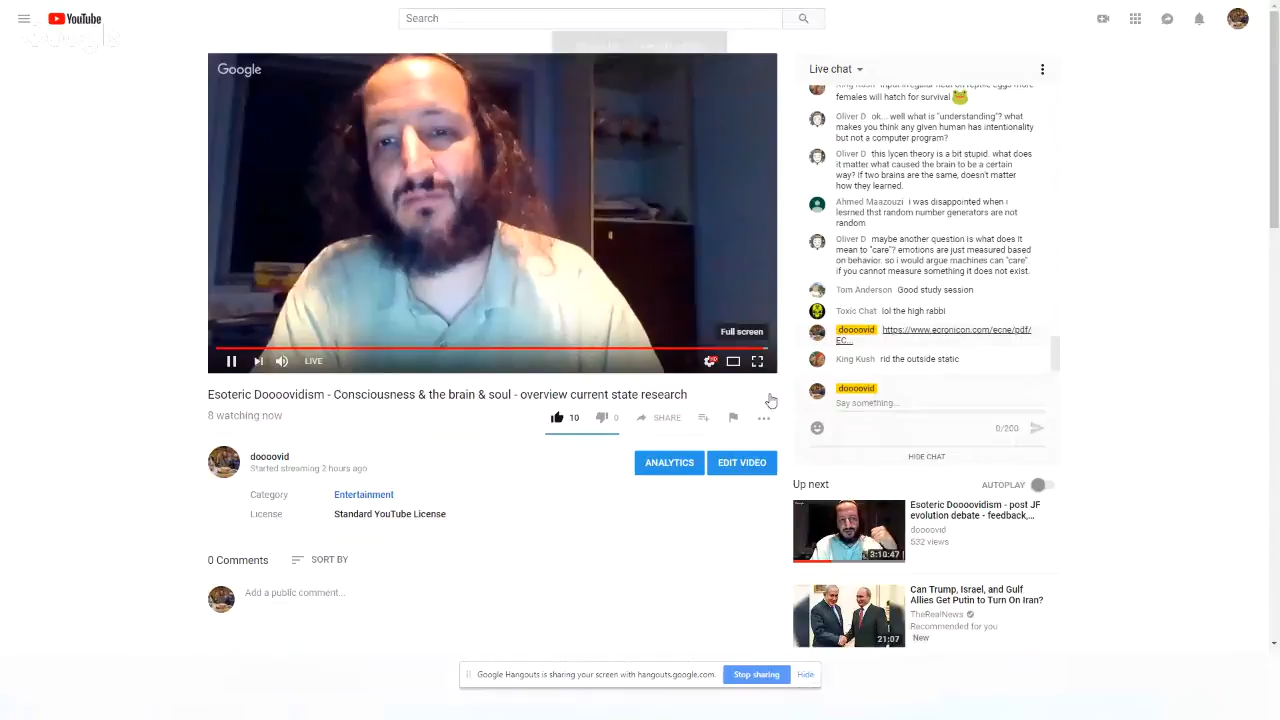 YouTube
Search
Google
Full screen
LIVE
Esoteric Doooovidism - Consciousness & the brain & soul - overview current state research
8 watching now
10
0
SHARE
doooovid
Started streaming 2 hours ago
ANALYTICS
EDIT VIDEO
Category
Entertainment
License
Standard YouTube License
0 Comments
SORT BY
Add a public comment...
Live chat
females will hatch for survival
Oliver D ok... well what is "understanding"? what
makes you think any given human has intentionality
but not a computer program?
Oliver D this lycen theory is a bit stupid. what does
it matter what caused the brain to be a certain
way? If two brains are the same, doesn't matter
how they learned.
Ahmed Maazouzi i was disappointed when i
lesrned thst random number generators are not
random
Oliver D maybe another question is what does it
mean to "care"? emotions are just measured based
on behavior. so i would argue machines can "care"
if you cannot measure something it does not exist.
Tom Anderson Good study session
Toxic Chat lol the high rabbi
doooovid https://www.ecronicon.com/ecne/pdf/
EC...
King Kush rid the outside static
doooovid
Say something...
0/200
HIDE CHAT
Up next
AUTOPLAY
Esoteric Doooovidism - post JF
evolution debate - feedback,...
doooovid
532 views
3:10:47
Can Trump, Israel, and Gulf
Allies Get Putin to Turn On Iran?
TheRealNews
Recommended for you
New
21:07
Google Hangouts is sharing your screen with hangouts.google.com.
Stop sharing
Hide